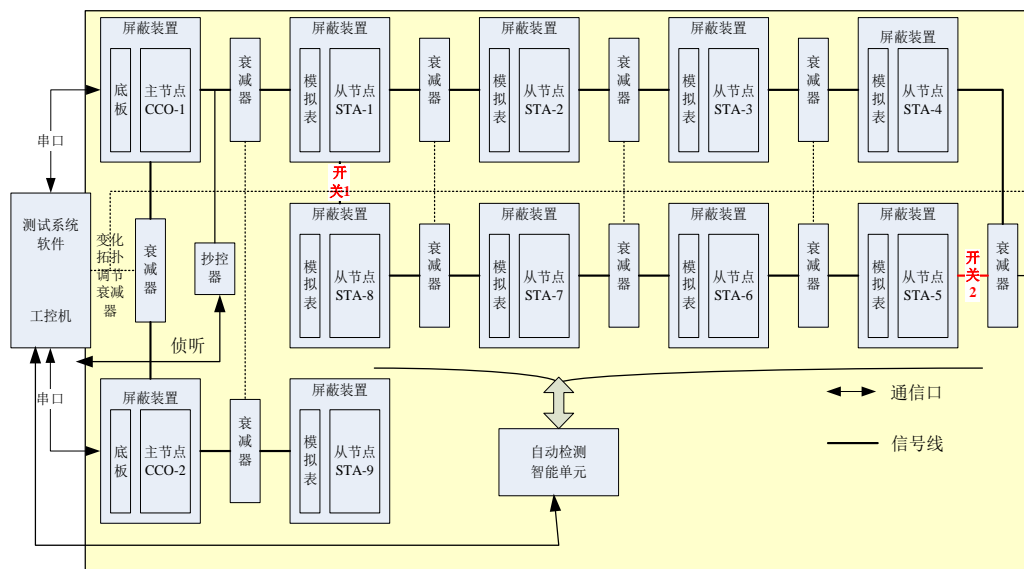 屏蔽装置
底板
主节点
CCO-1
衰减器
屏蔽装置
模拟表
从节点
STA-1
衰减器
屏蔽装置
模拟表
从节点
STA-2
衰减器
屏蔽装置
模拟表
从节点
STA-3
衰减器
屏蔽装置
模拟表
从节点
STA-4
串口
开
关1
测试系统
软件
工控机
变化
拓扑
调节
衰减
器
衰减器
抄控
器
屏蔽装置
模拟表
从节点
STA-8
衰减器
屏蔽装置
模拟表
从节点
STA-7
衰减器
屏蔽装置
模拟表
从节点
STA-6
衰减器
屏蔽装置
模拟表
从节点
STA-5
开
关
2
衰减器
侦听
串口
屏蔽装置
底板
主节点
CCO-2
衰减器
屏蔽装置
模拟表
从节点
STA-9
自动检测
智能单元
通信口
信号线